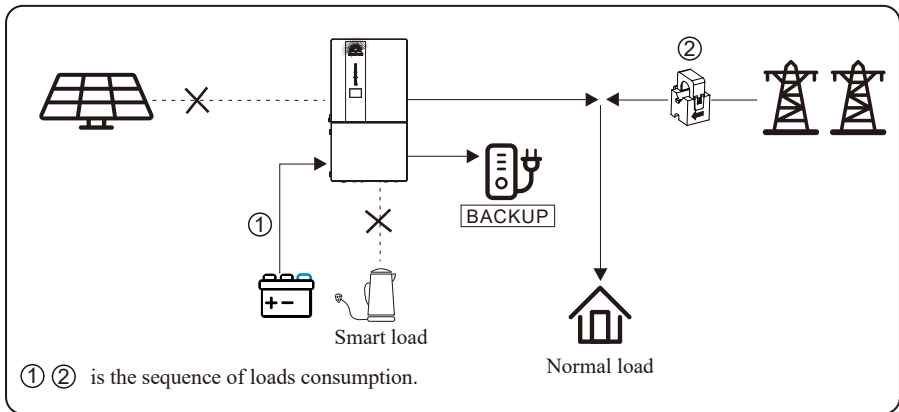 ②
①
BACKUP
Smart load
Normal load
① ② is the sequence of loads consumption.